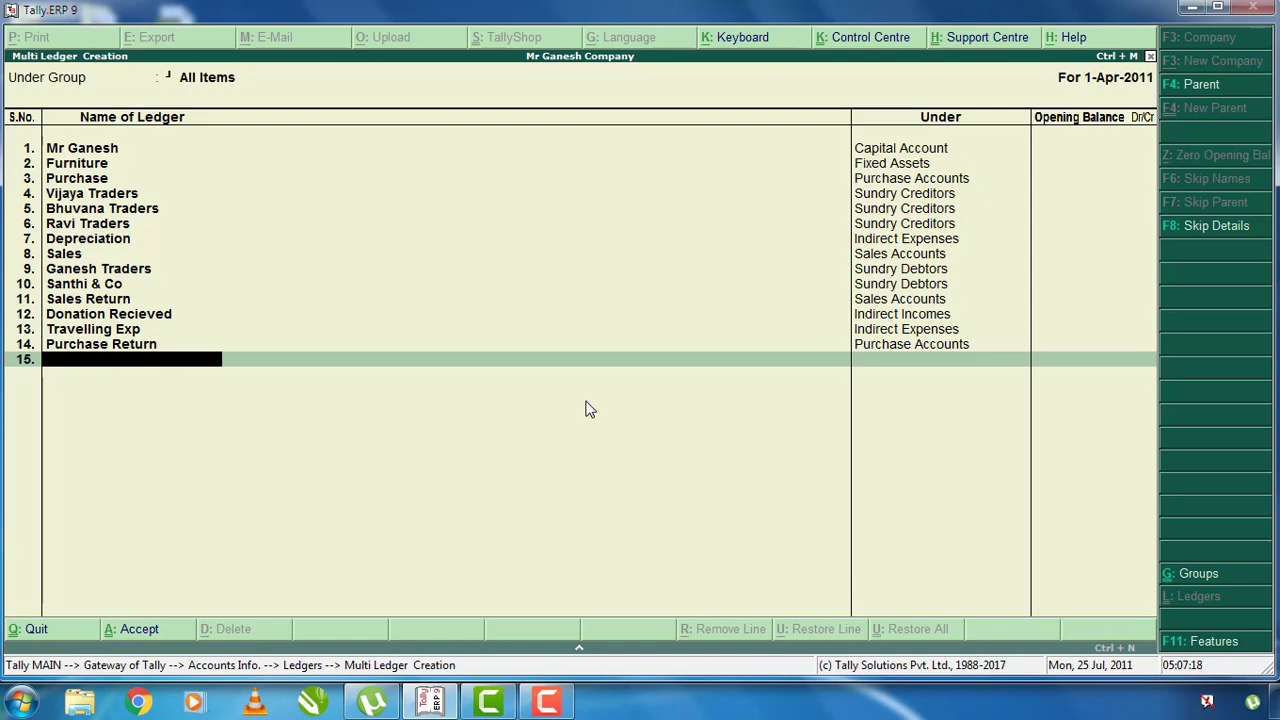 Tally.ERP 9
P: Print E: Export M: E-Mail O: Upload S: TallyShop G: Language K: Keyboard K: Control Centre H: Support Centre H: Help
F3: Company
Multi Ledger Creation Mr Ganesh Company Ctrl + M
F3: New Company
Under Group : All Items For 1-Apr-2011
F4: Parent
F4: New Parent
S.No. Name of Ledger Under Opening Balance Dr/Cr
1. Mr Ganesh Capital Account
Z: Zero Opening Bal
2. Furniture Fixed Assets
3. Purchase Purchase Accounts
F6: Skip Names
4. Vijaya Traders Sundry Creditors
F7: Skip Parent
5. Bhuvana Traders Sundry Creditors
6. Ravi Traders Sundry Creditors
F8: Skip Details
7. Depreciation Indirect Expenses
8. Sales Sales Accounts
9. Ganesh Traders Sundry Debtors
10. Santhi & Co Sundry Debtors
11. Sales Return Sales Accounts
12. Donation Recieved Indirect Incomes
13. Travelling Exp Indirect Expenses
14. Purchase Return Purchase Accounts
15.
G: Groups
L: Ledgers
Q: Quit A: Accept D: Delete R: Remove Line U: Restore Line U: Restore All
F11: Features
Ctrl + N
Tally MAIN --> Gateway of Tally --> Accounts Info. --> Ledgers --> Multi Ledger Creation (c) Tally Solutions Pvt. Ltd., 1988-2017 Mon, 25 Jul, 2011 05:07:18
Tally
ERP 9